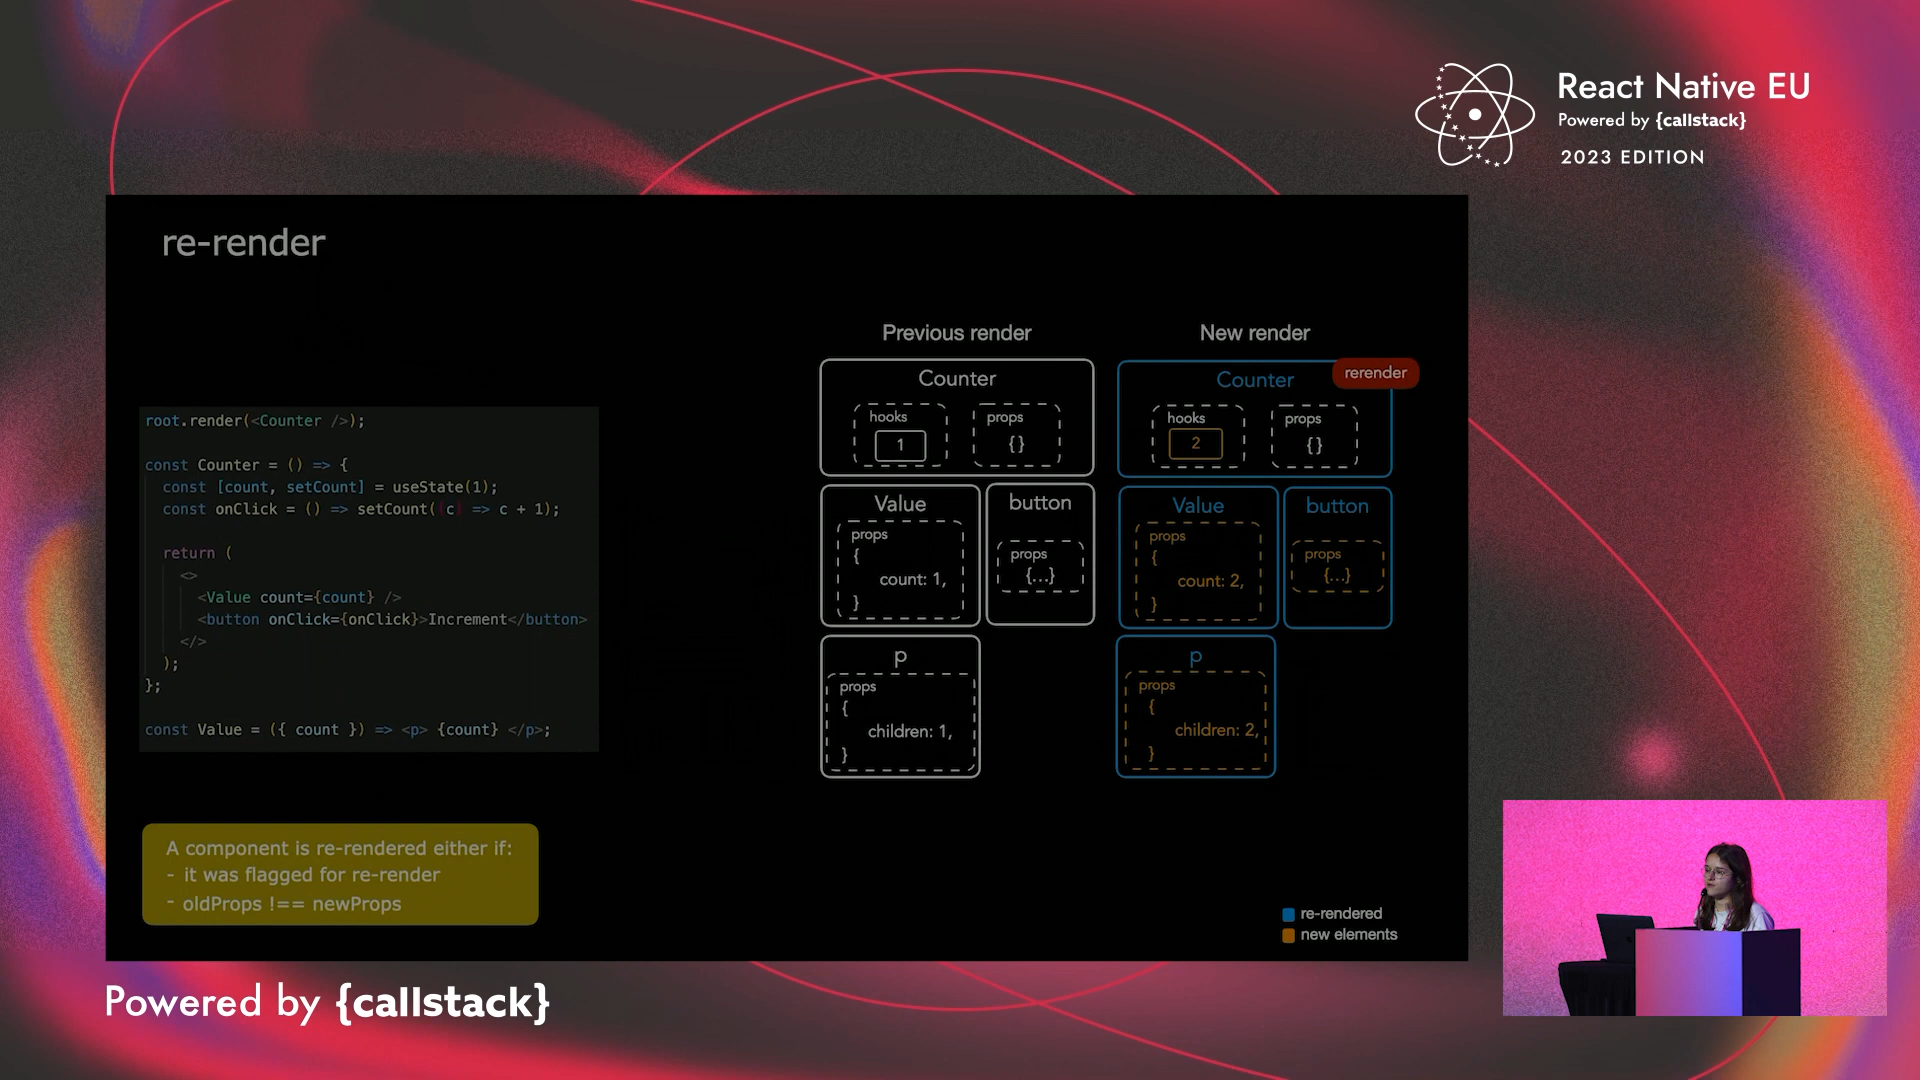 React Native EU
Powered by {callstack}
2023 EDITION
re-render
root.render(<Counter />);
const Counter = () => {
const [count, setCount] = useState(1);
const onClick = () => setCount((c) => c + 1);
return (
<>
<Value count={count} />
<button onClick={onClick}>Increment</button>
</>
);
};
const Value = ({ count }) => <p> {count} </p>;
A component is re-rendered either if:
- it was flagged for re-render
- oldProps !== newProps
Previous render
Counter
hooks
1
props
{}
Value
props
{
count: 1,
}
button
props
{...}
p
props
{
children: 1,
}
New render
rerender
Counter
hooks
2
props
{}
Value
props
{
count: 2,
}
button
props
{...}
p
props
{
children: 2,
}
re-rendered
new elements
Powered by {callstack}